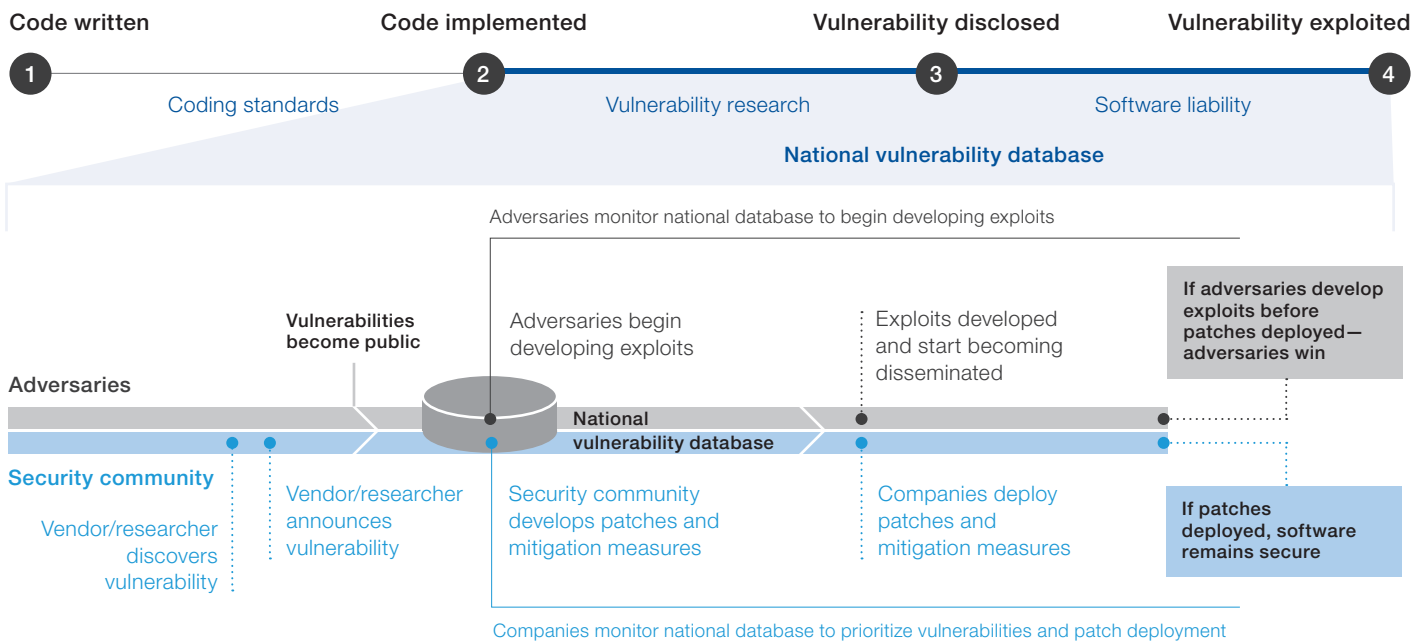 Code written
Code implemented
Vulnerability disclosed
Vulnerability exploited
1
2
3
4
Coding standards
Vulnerability research
Software liability
National vulnerability database
Adversaries monitor national database to begin developing exploits
Vulnerabilities
become public
Adversaries begin
developing exploits
Exploits developed
and start becoming
disseminated
If adversaries develop
exploits before
patches deployed—
adversaries win
Adversaries
National
vulnerability database
Security community
Vendor/researcher
discovers
vulnerability
Vendor/researcher
announces
vulnerability
Security community
develops patches and
mitigation measures
Companies deploy
patches and
mitigation measures
If patches
deployed, software
remains secure
Companies monitor national database to prioritize vulnerabilities and patch deployment